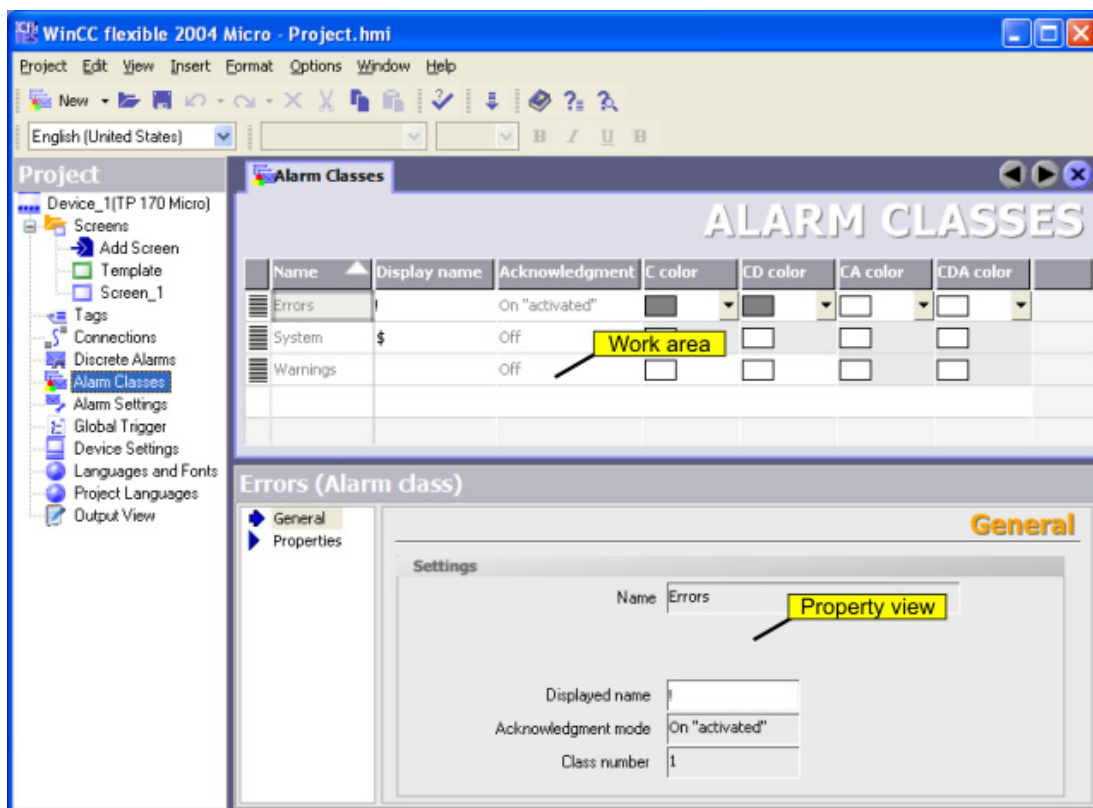 WinCC flexible 2004 Micro - Project.hmi
Project Edit View Insert Format Options Window Help
New
English (United States) B I U B
Project
Device_1(TP 170 Micro)
Screens
Add Screen
Template
Screen_1
Tags
Connections
Discrete Alarms
Alarm Classes
Alarm Settings
Global Trigger
Device Settings
Languages and Fonts
Project Languages
Output View
Alarm Classes
ALARM CLASSES
Name Display name Acknowledgment C color CD color CA color CDA color
Errors ! On "activated"
System $ Off
Warnings Off
Work area
Errors (Alarm class)
General
Properties
General
Settings
Name Errors
Property view
Displayed name !
Acknowledgment mode On "activated"
Class number 1